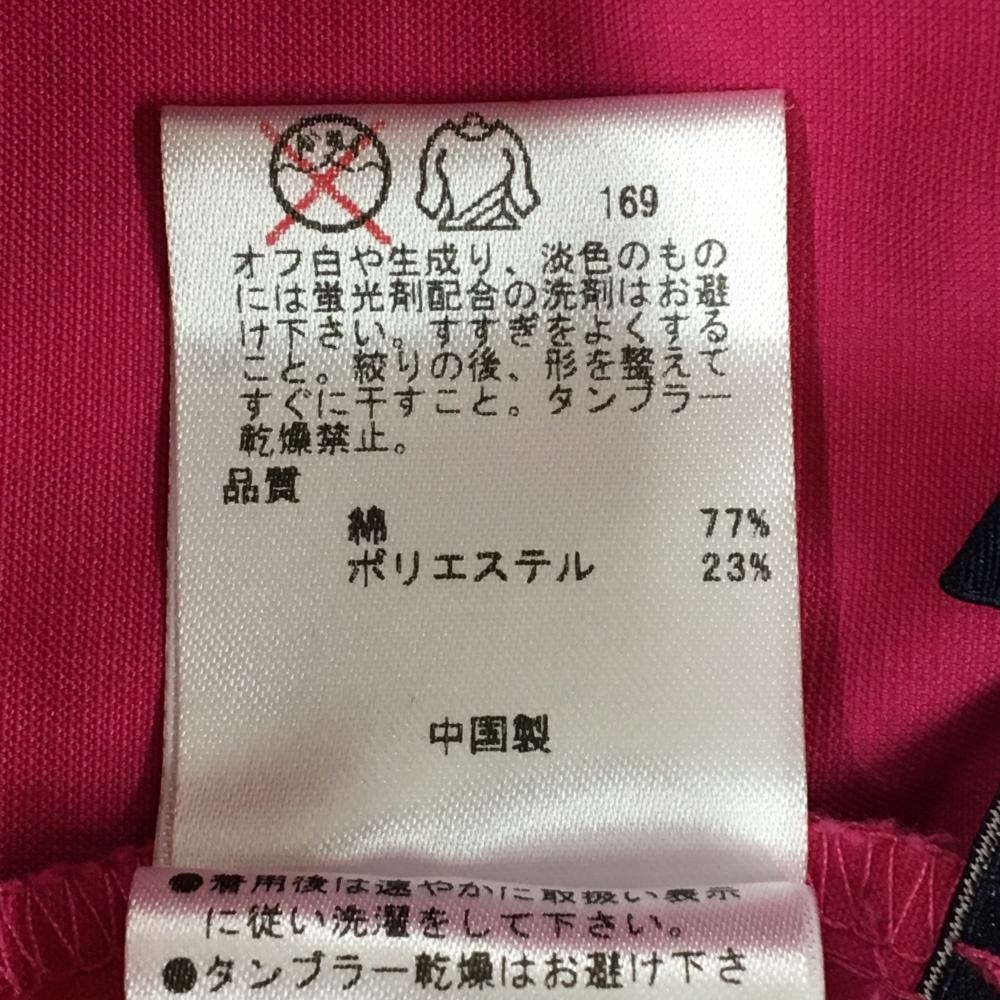 169
オフ白や生成り、淡色のもの
には蛍光剤配合の洗剤はお避
け下さい。すすぎをよくする
こと。絞りの後、形を整えて
すぐに干すこと。タンブラー
乾燥禁止。
品質
綿 77%
ポリエステル 23%
中国製
●着用後は速やかに取扱い表示
に従い洗濯をして下さい。
●タンブラー乾燥はお避け下さ